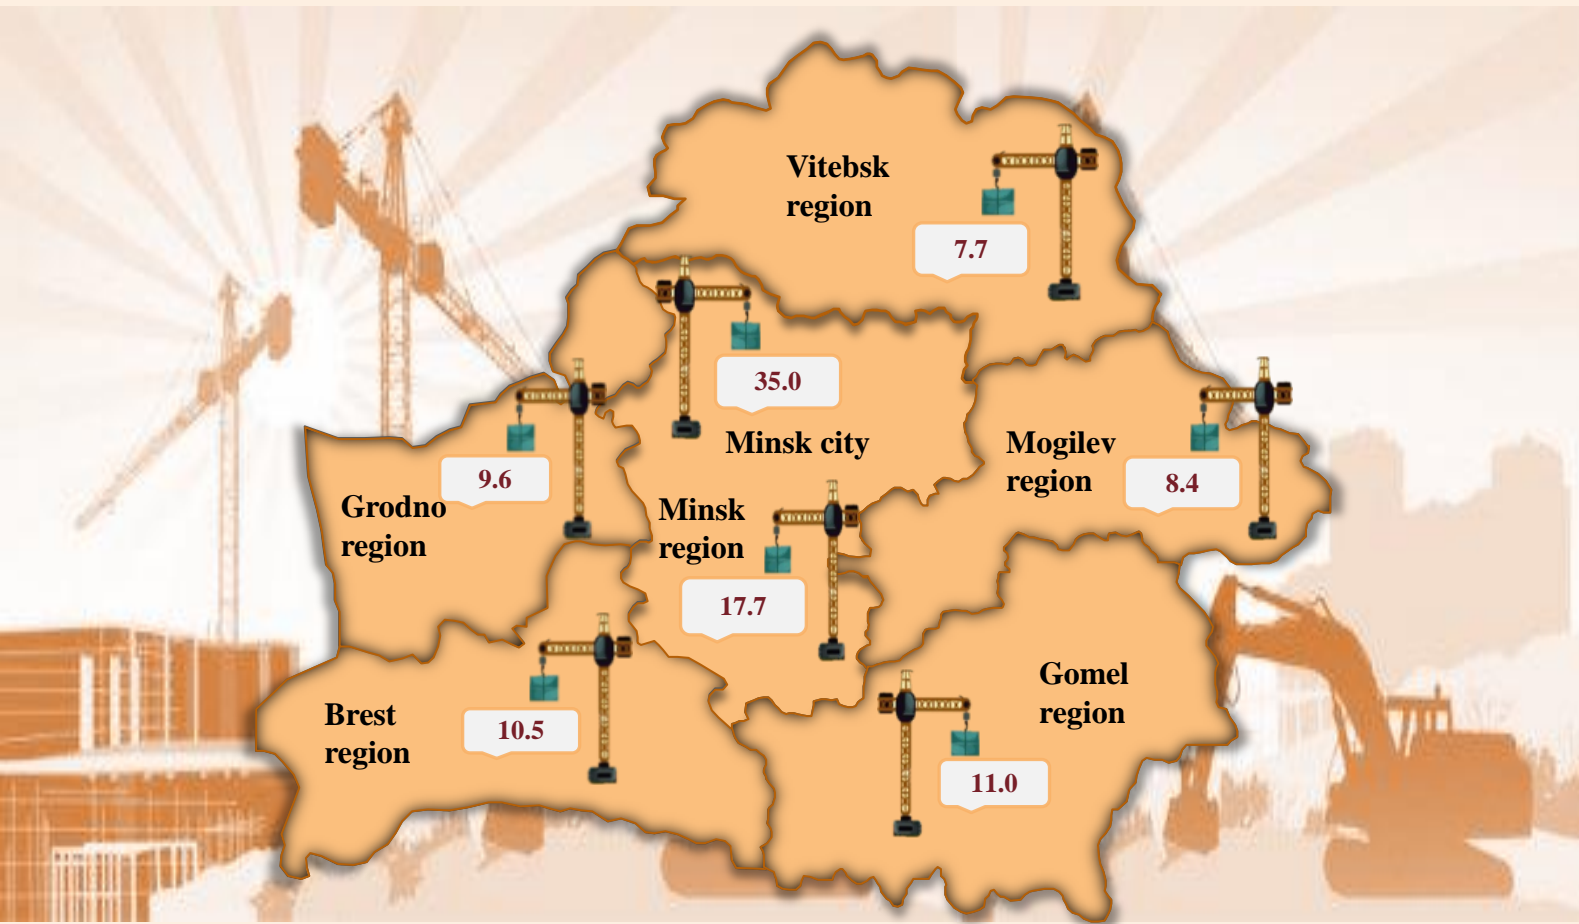 Vitebsk
region
7.7
35.0
Minsk city
Mogilev
region
8.4
9.6
Grodno
region
Minsk
region
17.7
Brest
region
10.5
Gomel
region
11.0